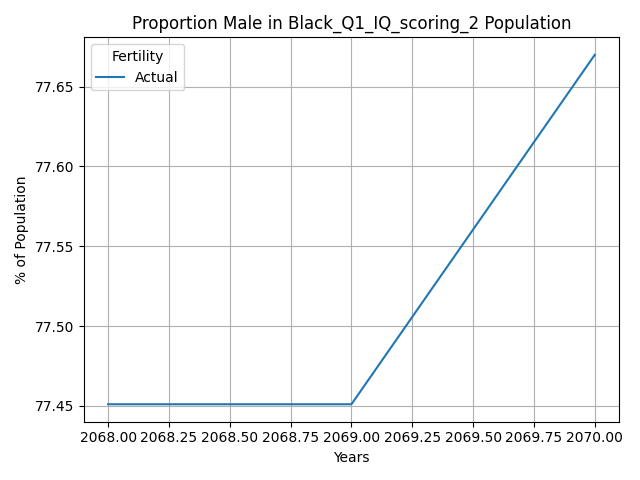 Proportion Male in Black_Q1_IQ_scoring_2 Population
Fertility
Actual
77.65
77.60
77.55
77.50
77.45
% of Population
2068.00 2068.25 2068.50 2068.75 2069.00 2069.25 2069.50 2069.75 2070.00
Years